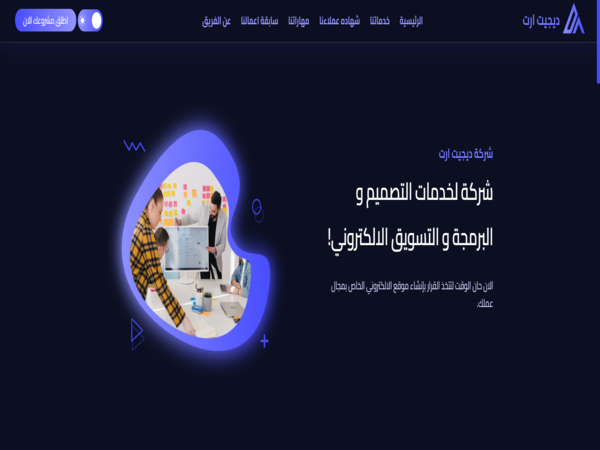 ديجيت ارت
الرئيسية خدماتنا شهاده عملاءنا مهاراتنا سابقة اعمالنا عن الفريق
اطلق مشروعك الان
شركة ديجيت ارت
شركة لخدمات التصميم و
البرمجة و التسويق الالكتروني!
الان حان الوقت لتتخذ القرار بإنشاء موقع الالكتروني الخاص بمجال
عملك.